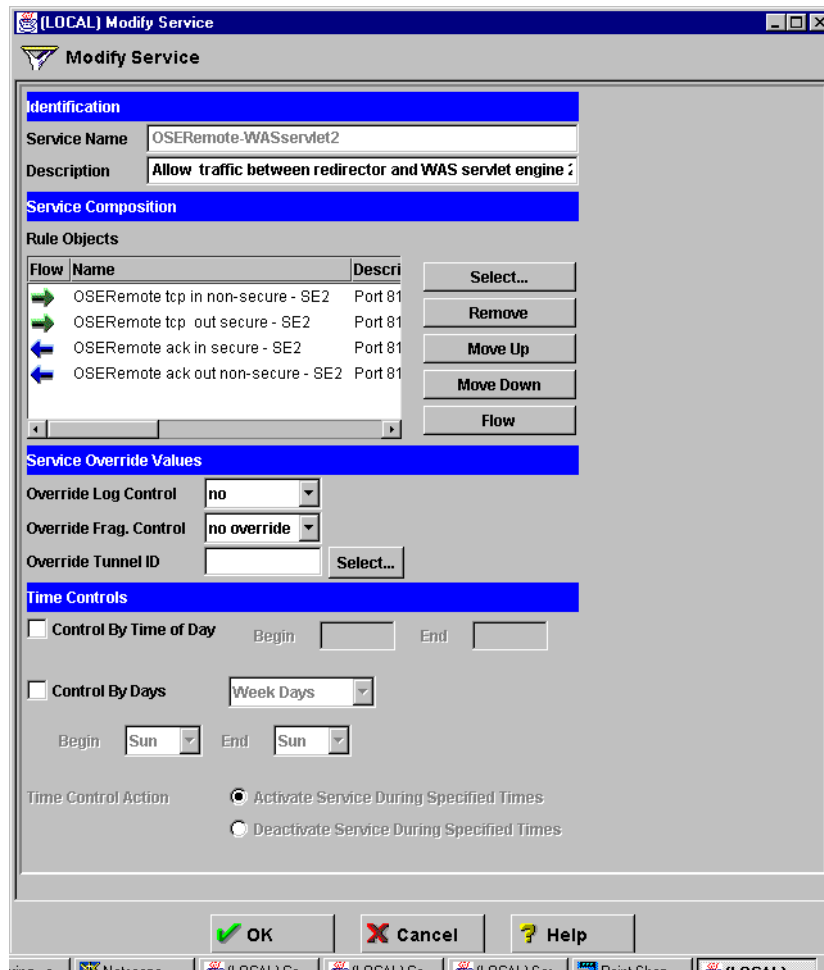 (LOCAL) Modify Service
Modify Service
Identification
Service Name OSERemote-WASservlet2
Description Allow traffic between redirector and WAS servlet engine
Service Composition
Rule Objects
Flow Name Descri
OSERemote tcp in non-secure - SE2 Port 81
OSERemote tcp out secure - SE2 Port 81
OSERemote ack in secure - SE2 Port 81
OSERemote ack out non-secure - SE2 Port 81
Select...
Remove
Move Up
Move Down
Flow
Service Override Values
Override Log Control no
Override Frag. Control no override
Override Tunnel ID Select...
Time Controls
Control By Time of Day Begin End
Control By Days Week Days
Begin Sun End Sun
Time Control Action Activate Service During Specified Times
Deactivate Service During Specified Times
OK Cancel Help
(LOCAL) (LOCAL) (LOCAL) (LOCAL)